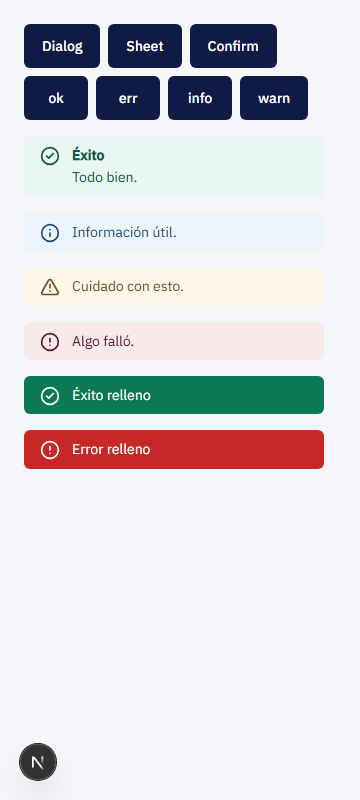 Dialog Sheet Confirm
ok err info warn
Éxito
Todo bien.
Información útil.
Cuidado con esto.
Algo falló.
Éxito relleno
Error relleno
N